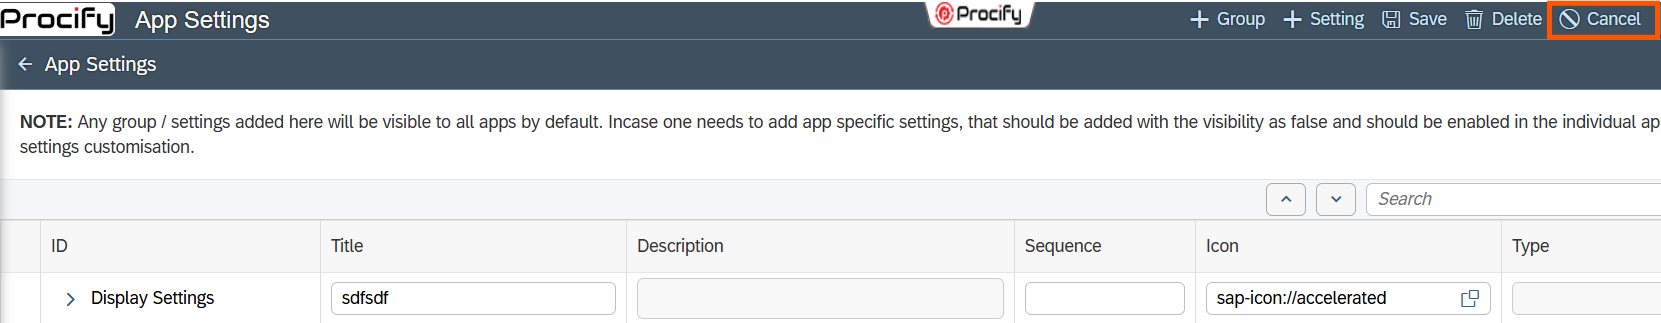 Procify App Settings Procify + Group + Setting Save Delete Cancel
← App Settings
NOTE: Any group / settings added here will be visible to all apps by default. Incase one needs to add app specific settings, that should be added with the visibility as false and should be enabled in the individual ap
settings customisation.
Search
ID Title Description Sequence Icon Type
> Display Settings sdfsdf sap-icon://accelerated